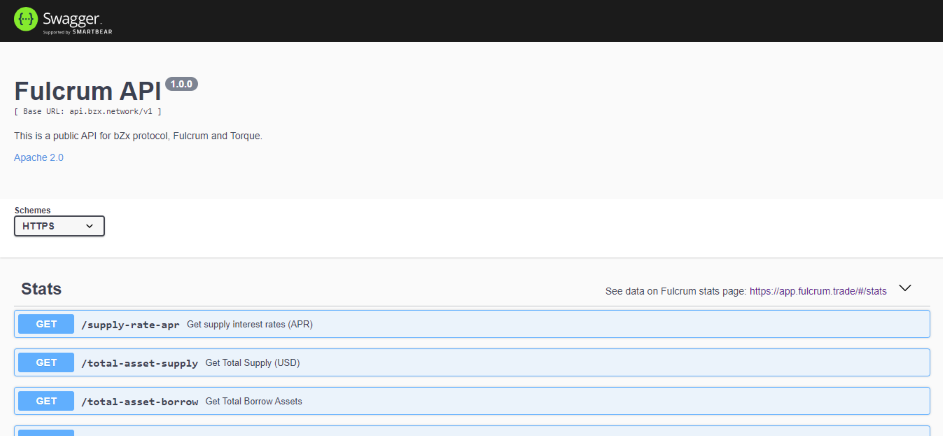 {···} Swagger.
Supported by SMARTBEAR
Fulcrum API 1.0.0
[ Base URL: api.bzx.network/v1 ]
This is a public API for bZx protocol, Fulcrum and Torque.
Apache 2.0
Schemes
HTTPS
Stats See data on Fulcrum stats page: https://app.fulcrum.trade/#/stats
GET /supply-rate-apr Get supply interest rates (APR)
GET /total-asset-supply Get Total Supply (USD)
GET /total-asset-borrow Get Total Borrow Assets